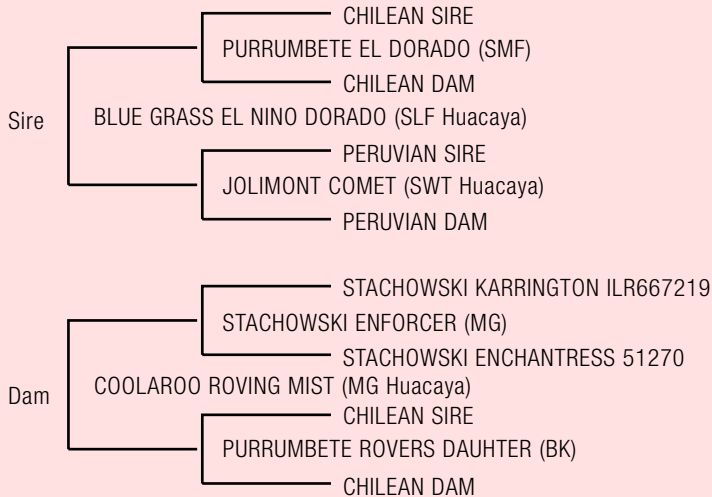 CHILEAN SIRE
PURRUMBETE EL DORADO (SMF)
CHILEAN DAM
Sire
BLUE GRASS EL NINO DORADO (SLF Huacaya)
PERUVIAN SIRE
JOLIMONT COMET (SWT Huacaya)
PERUVIAN DAM
STACHOWSKI KARRINGTON ILR667219
STACHOWSKI ENFORCER (MG)
STACHOWSKI ENCHANTRESS 51270
Dam
COOLAROO ROVING MIST (MG Huacaya)
CHILEAN SIRE
PURRUMBETE ROVERS DAUHTER (BK)
CHILEAN DAM